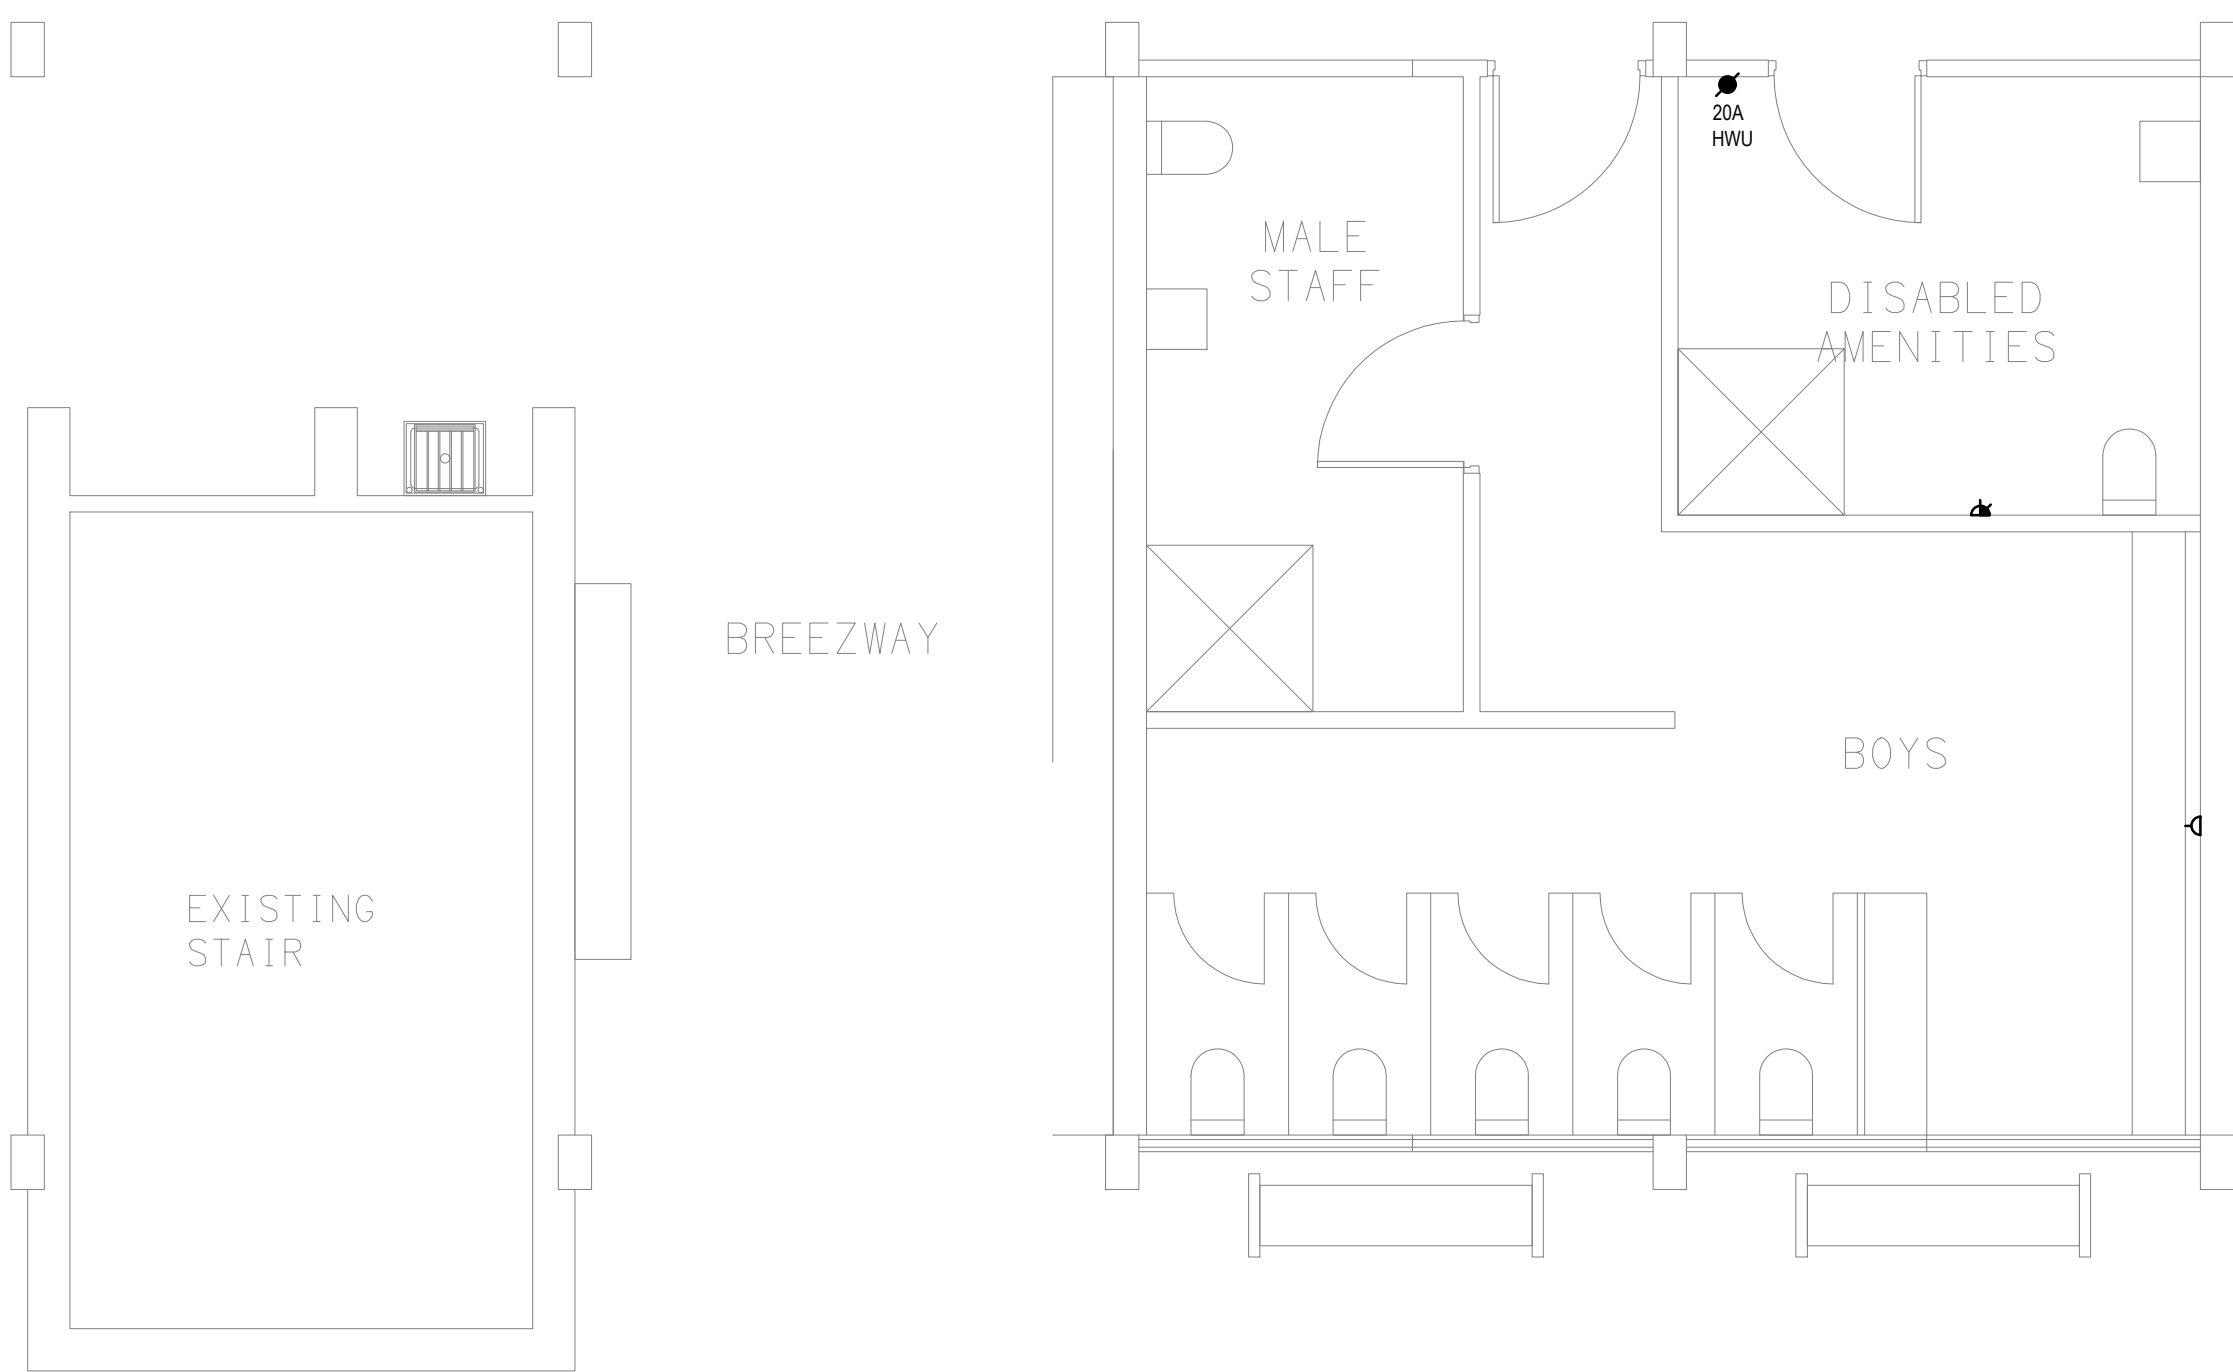 20A
HWU
MALE
STAFF
DISABLED
AMENITIES
BREEZWAY
BOYS
EXISTING
STAIR